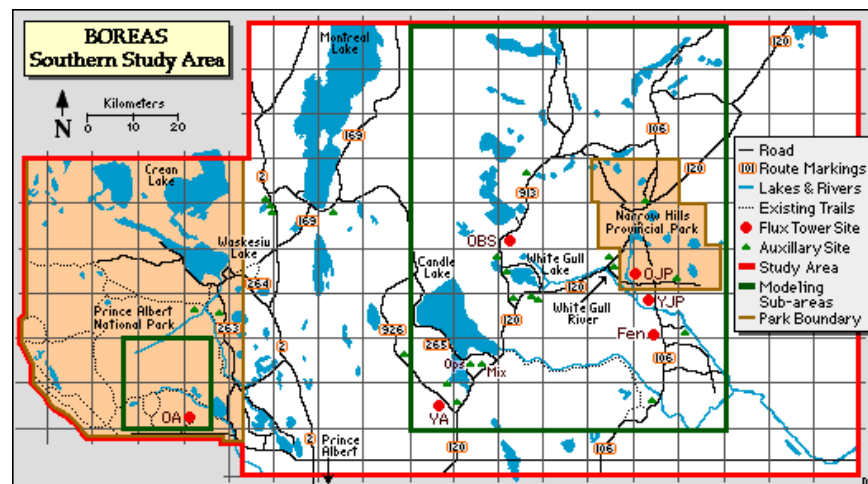 BOREAS
Southern Study Area
Kilometers
N
0 10 20
Montreal
Lake
169
2
169
Crean
Lake
Waskesiu
Lake
264
Prince Albert
National Park
263
2
OA
2
Prince
Albert
926
Candle
Lake
265
Ops
Mix
YA
120
120
OBS
913
White Gull
Lake
120
White Gull
River
106
120
120
Narrow Hills
Provincial Park
OJP
YJP
Fen
106
106
Road
101 Route Markings
Lakes & Rivers
Existing Trails
Flux Tower Site
Auxillary Site
Study Area
Modeling
Sub-areas
Park Boundary